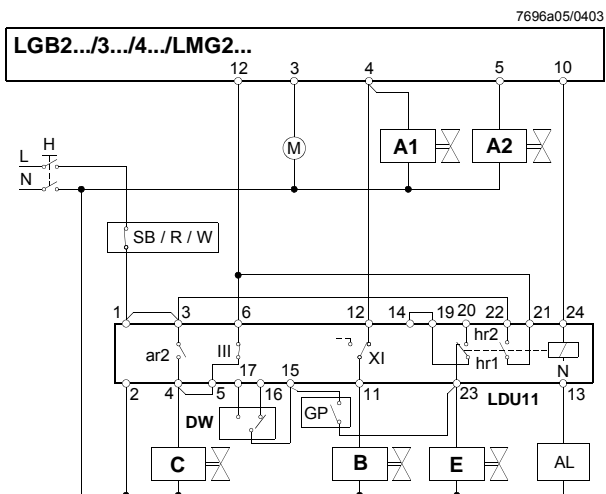 7696a05/0403
LGB2.../3.../4.../LMG2...
12 3 4 5 10
H
L
N
M
A1
A2
SB / R / W
1 3 6 12 14 19 20 22 21 24
hr2
ar2 III XI hr1
N
17 15
2 4 5 16 11 23 LDU11 13
DW
GP
C B E AL